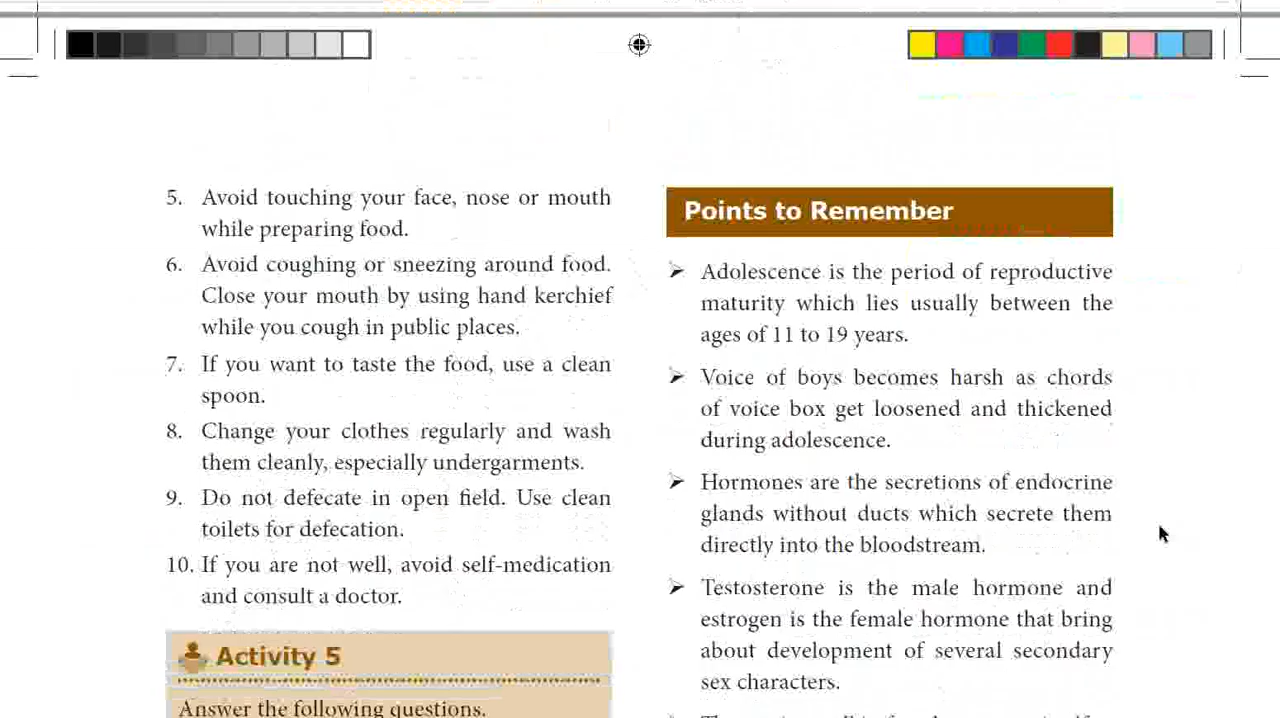 5. Avoid touching your face, nose or mouth
while preparing food.
6. Avoid coughing or sneezing around food.
Close your mouth by using hand kerchief
while you cough in public places.
7. If you want to taste the food, use a clean
spoon.
8. Change your clothes regularly and wash
them cleanly, especially undergarments.
9. Do not defecate in open field. Use clean
toilets for defecation.
10. If you are not well, avoid self-medication
and consult a doctor.
Activity 5
Answer the following questions.
Points to Remember
➢ Adolescence is the period of reproductive
maturity which lies usually between the
ages of 11 to 19 years.
➢ Voice of boys becomes harsh as chords
of voice box get loosened and thickened
during adolescence.
➢ Hormones are the secretions of endocrine
glands without ducts which secrete them
directly into the bloodstream.
➢ Testosterone is the male hormone and
estrogen is the female hormone that bring
about development of several secondary
sex characters.